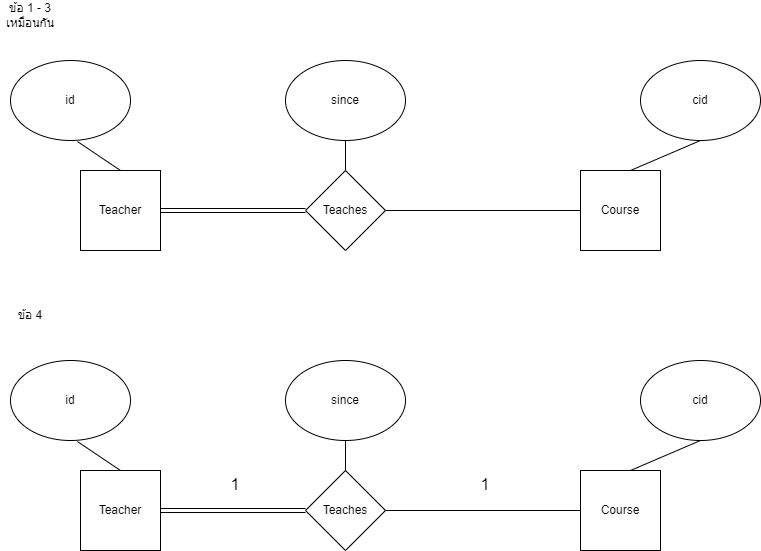 ข้อ 1 - 3
เหมือนกัน
id
since
cid
Teacher
Teaches
Course
ข้อ 4
id
since
cid
1
1
Teacher
Teaches
Course